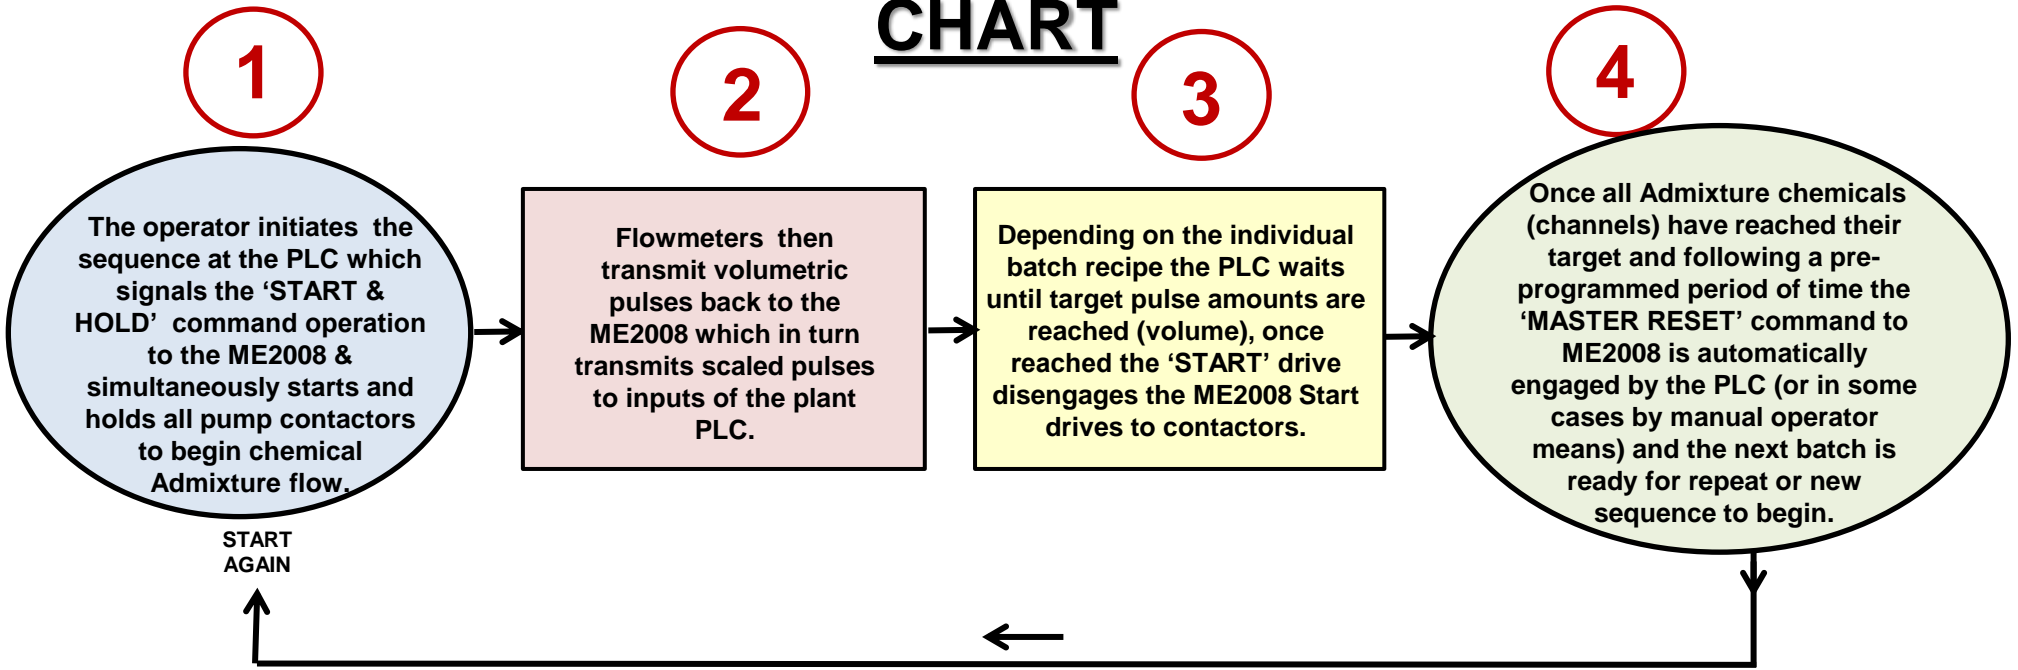 CHART
1
The operator initiates the
sequence at the PLC which
signals the ‘START &
HOLD’ command operation
to the ME2008 &
simultaneously starts and
holds all pump contactors
to begin chemical
Admixture flow.
START
AGAIN
2
Flowmeters then
transmit volumetric
pulses back to the
ME2008 which in turn
transmits scaled pulses
to inputs of the plant
PLC.
3
Depending on the individual
batch recipe the PLC waits
until target pulse amounts are
reached (volume), once
reached the ‘START’ drive
disengages the ME2008 Start
drives to contactors.
4
Once all Admixture chemicals
(channels) have reached their
target and following a pre-
programmed period of time the
‘MASTER RESET’ command to
ME2008 is automatically
engaged by the PLC (or in some
cases by manual operator
means) and the next batch is
ready for repeat or new
sequence to begin.